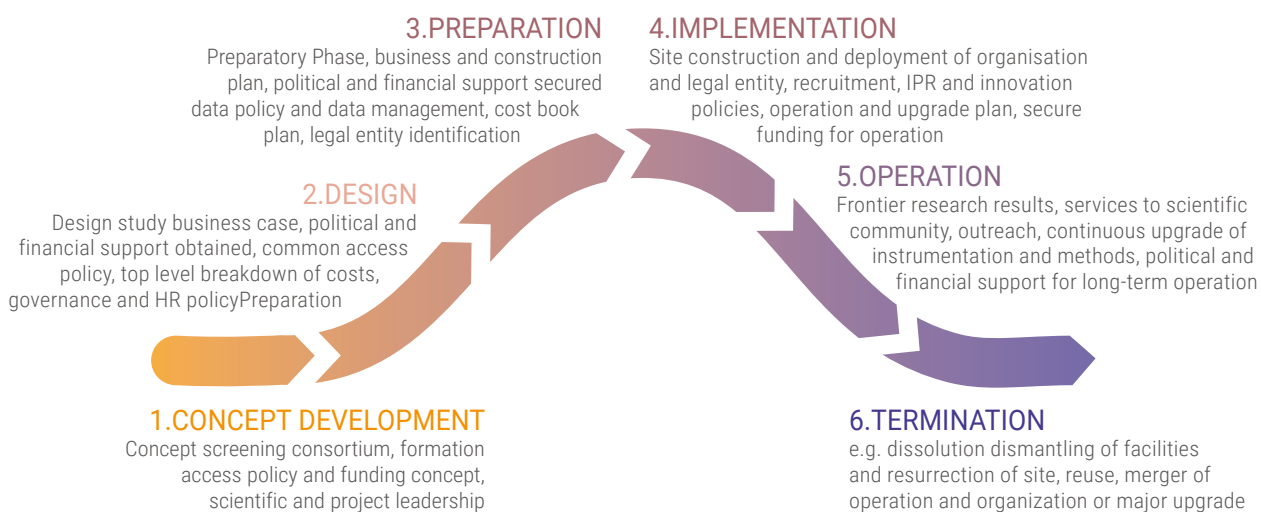 1.CONCEPT DEVELOPMENT
Concept screening consortium, formation
access policy and funding concept,
scientific and project leadership
2.DESIGN
Design study business case, political and
financial support obtained, common access
policy, top level breakdown of costs,
governance and HR policyPreparation
3.PREPARATION
Preparatory Phase, business and construction
plan, political and financial support secured
data policy and data management, cost book
plan, legal entity identification
4.IMPLEMENTATION
Site construction and deployment of organisation
and legal entity, recruitment, IPR and innovation
policies, operation and upgrade plan, secure
funding for operation
5.OPERATION
Frontier research results, services to scientific
community, outreach, continuous upgrade of
instrumentation and methods, political and
financial support for long-term operation
6.TERMINATION
e.g. dissolution dismantling of facilities
and resurrection of site, reuse, merger of
operation and organization or major upgrade